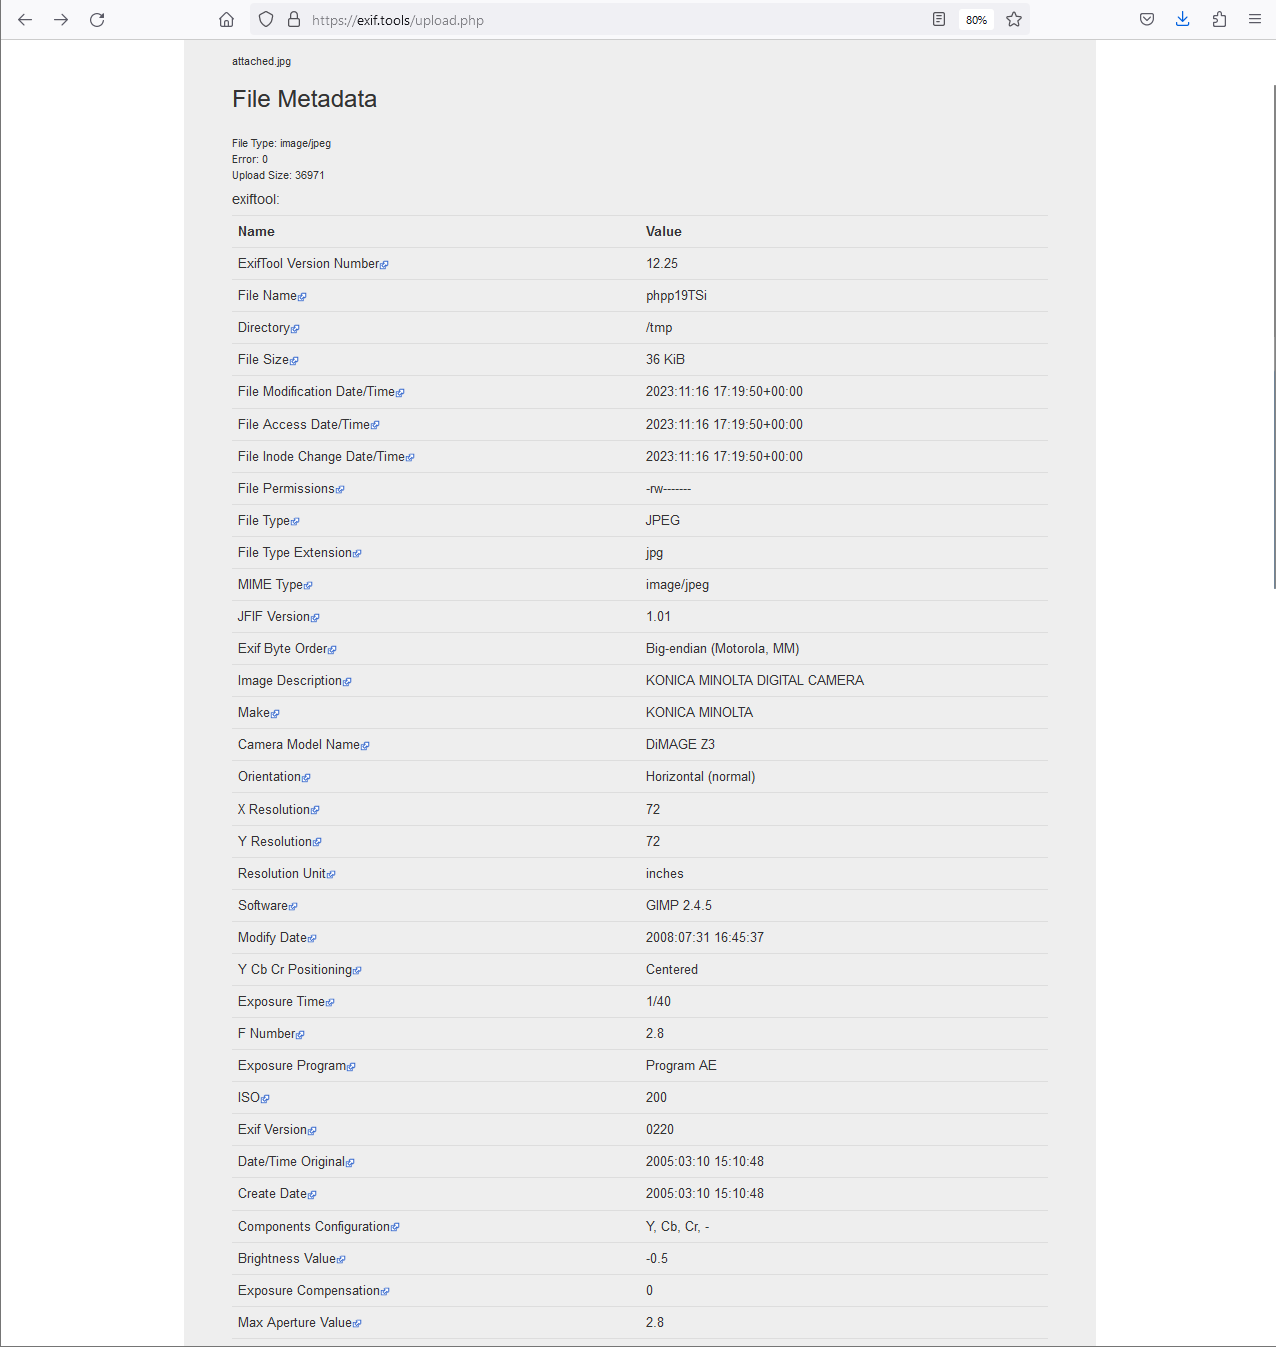 https://exif.tools/upload.php 80%
attached.jpg
File Metadata
File Type: image/jpeg
Error: 0
Upload Size: 36971
exiftool:
Name Value
ExifTool Version Number 12.25
File Name phpp19TSi
Directory /tmp
File Size 36 KiB
File Modification Date/Time 2023:11:16 17:19:50+00:00
File Access Date/Time 2023:11:16 17:19:50+00:00
File Inode Change Date/Time 2023:11:16 17:19:50+00:00
File Permissions -rw-------
File Type JPEG
File Type Extension jpg
MIME Type image/jpeg
JFIF Version 1.01
Exif Byte Order Big-endian (Motorola, MM)
Image Description KONICA MINOLTA DIGITAL CAMERA
Make KONICA MINOLTA
Camera Model Name DiMAGE Z3
Orientation Horizontal (normal)
X Resolution 72
Y Resolution 72
Resolution Unit inches
Software GIMP 2.4.5
Modify Date 2008:07:31 16:45:37
Y Cb Cr Positioning Centered
Exposure Time 1/40
F Number 2.8
Exposure Program Program AE
ISO 200
Exif Version 0220
Date/Time Original 2005:03:10 15:10:48
Create Date 2005:03:10 15:10:48
Components Configuration Y, Cb, Cr, -
Brightness Value -0.5
Exposure Compensation 0
Max Aperture Value 2.8